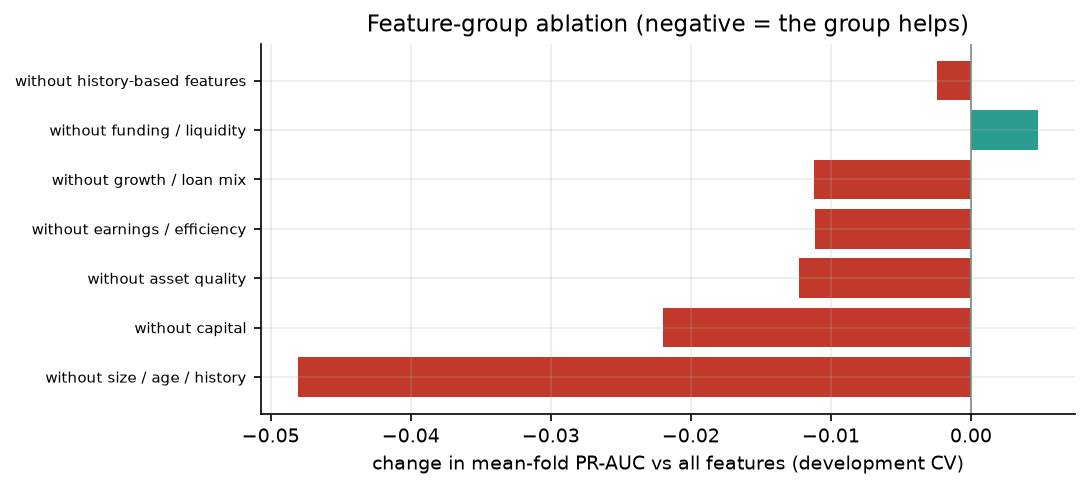 Feature-group ablation (negative = the group helps)
without history-based features
without funding / liquidity
without growth / loan mix
without earnings / efficiency
without asset quality
without capital
without size / age / history
−0.05 −0.04 −0.03 −0.02 −0.01 0.00
change in mean-fold PR-AUC vs all features (development CV)